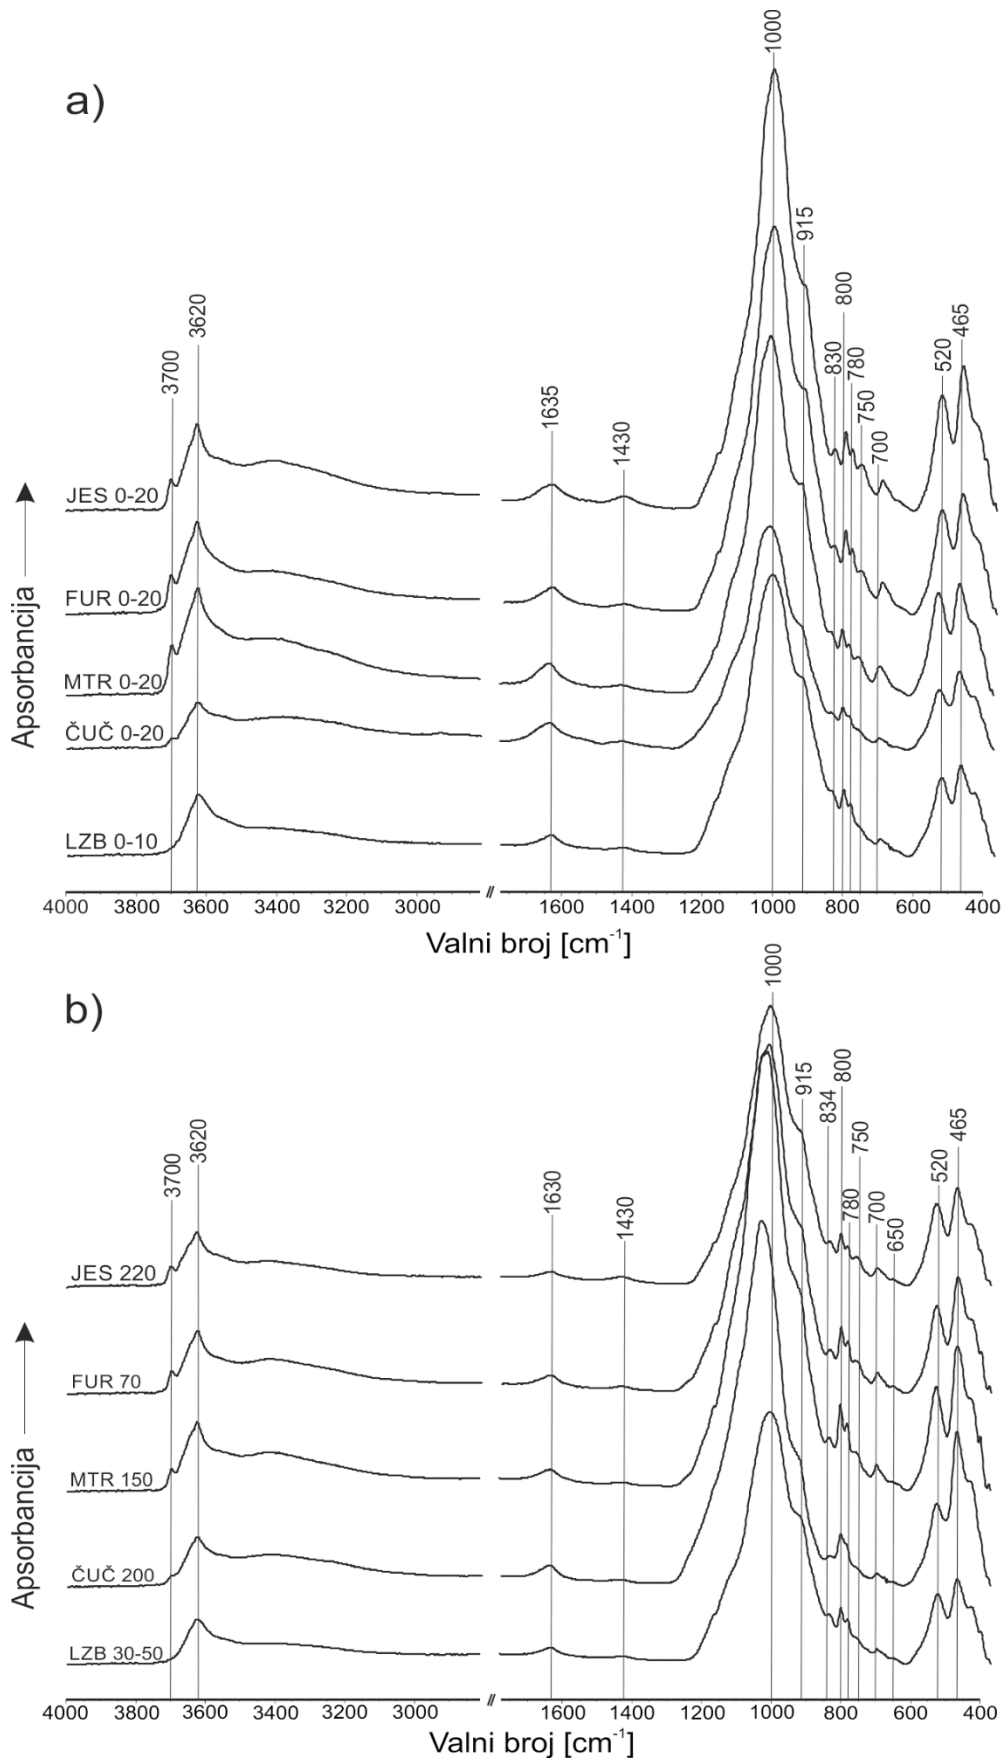 a)
1000
915
800
3620
465
520
830
780
3700
750
1635
1430
700
JES 0-20
FUR 0-20
MTR 0-20
ČUČ 0-20
LZB 0-10
Apsorbancija
4000 3800 3600 3400 3200 3000 // 1600 1400 1200 1000 800 600 400
Valni broj [cm⁻¹]
b)
1000
915
800
834
465
3620
750
3700
520
1630
780
700
1430
650
JES 220
FUR 70
MTR 150
ČUČ 200
LZB 30-50
Apsorbancija
4000 3800 3600 3400 3200 3000 // 1600 1400 1200 1000 800 600 400
Valni broj [cm⁻¹]